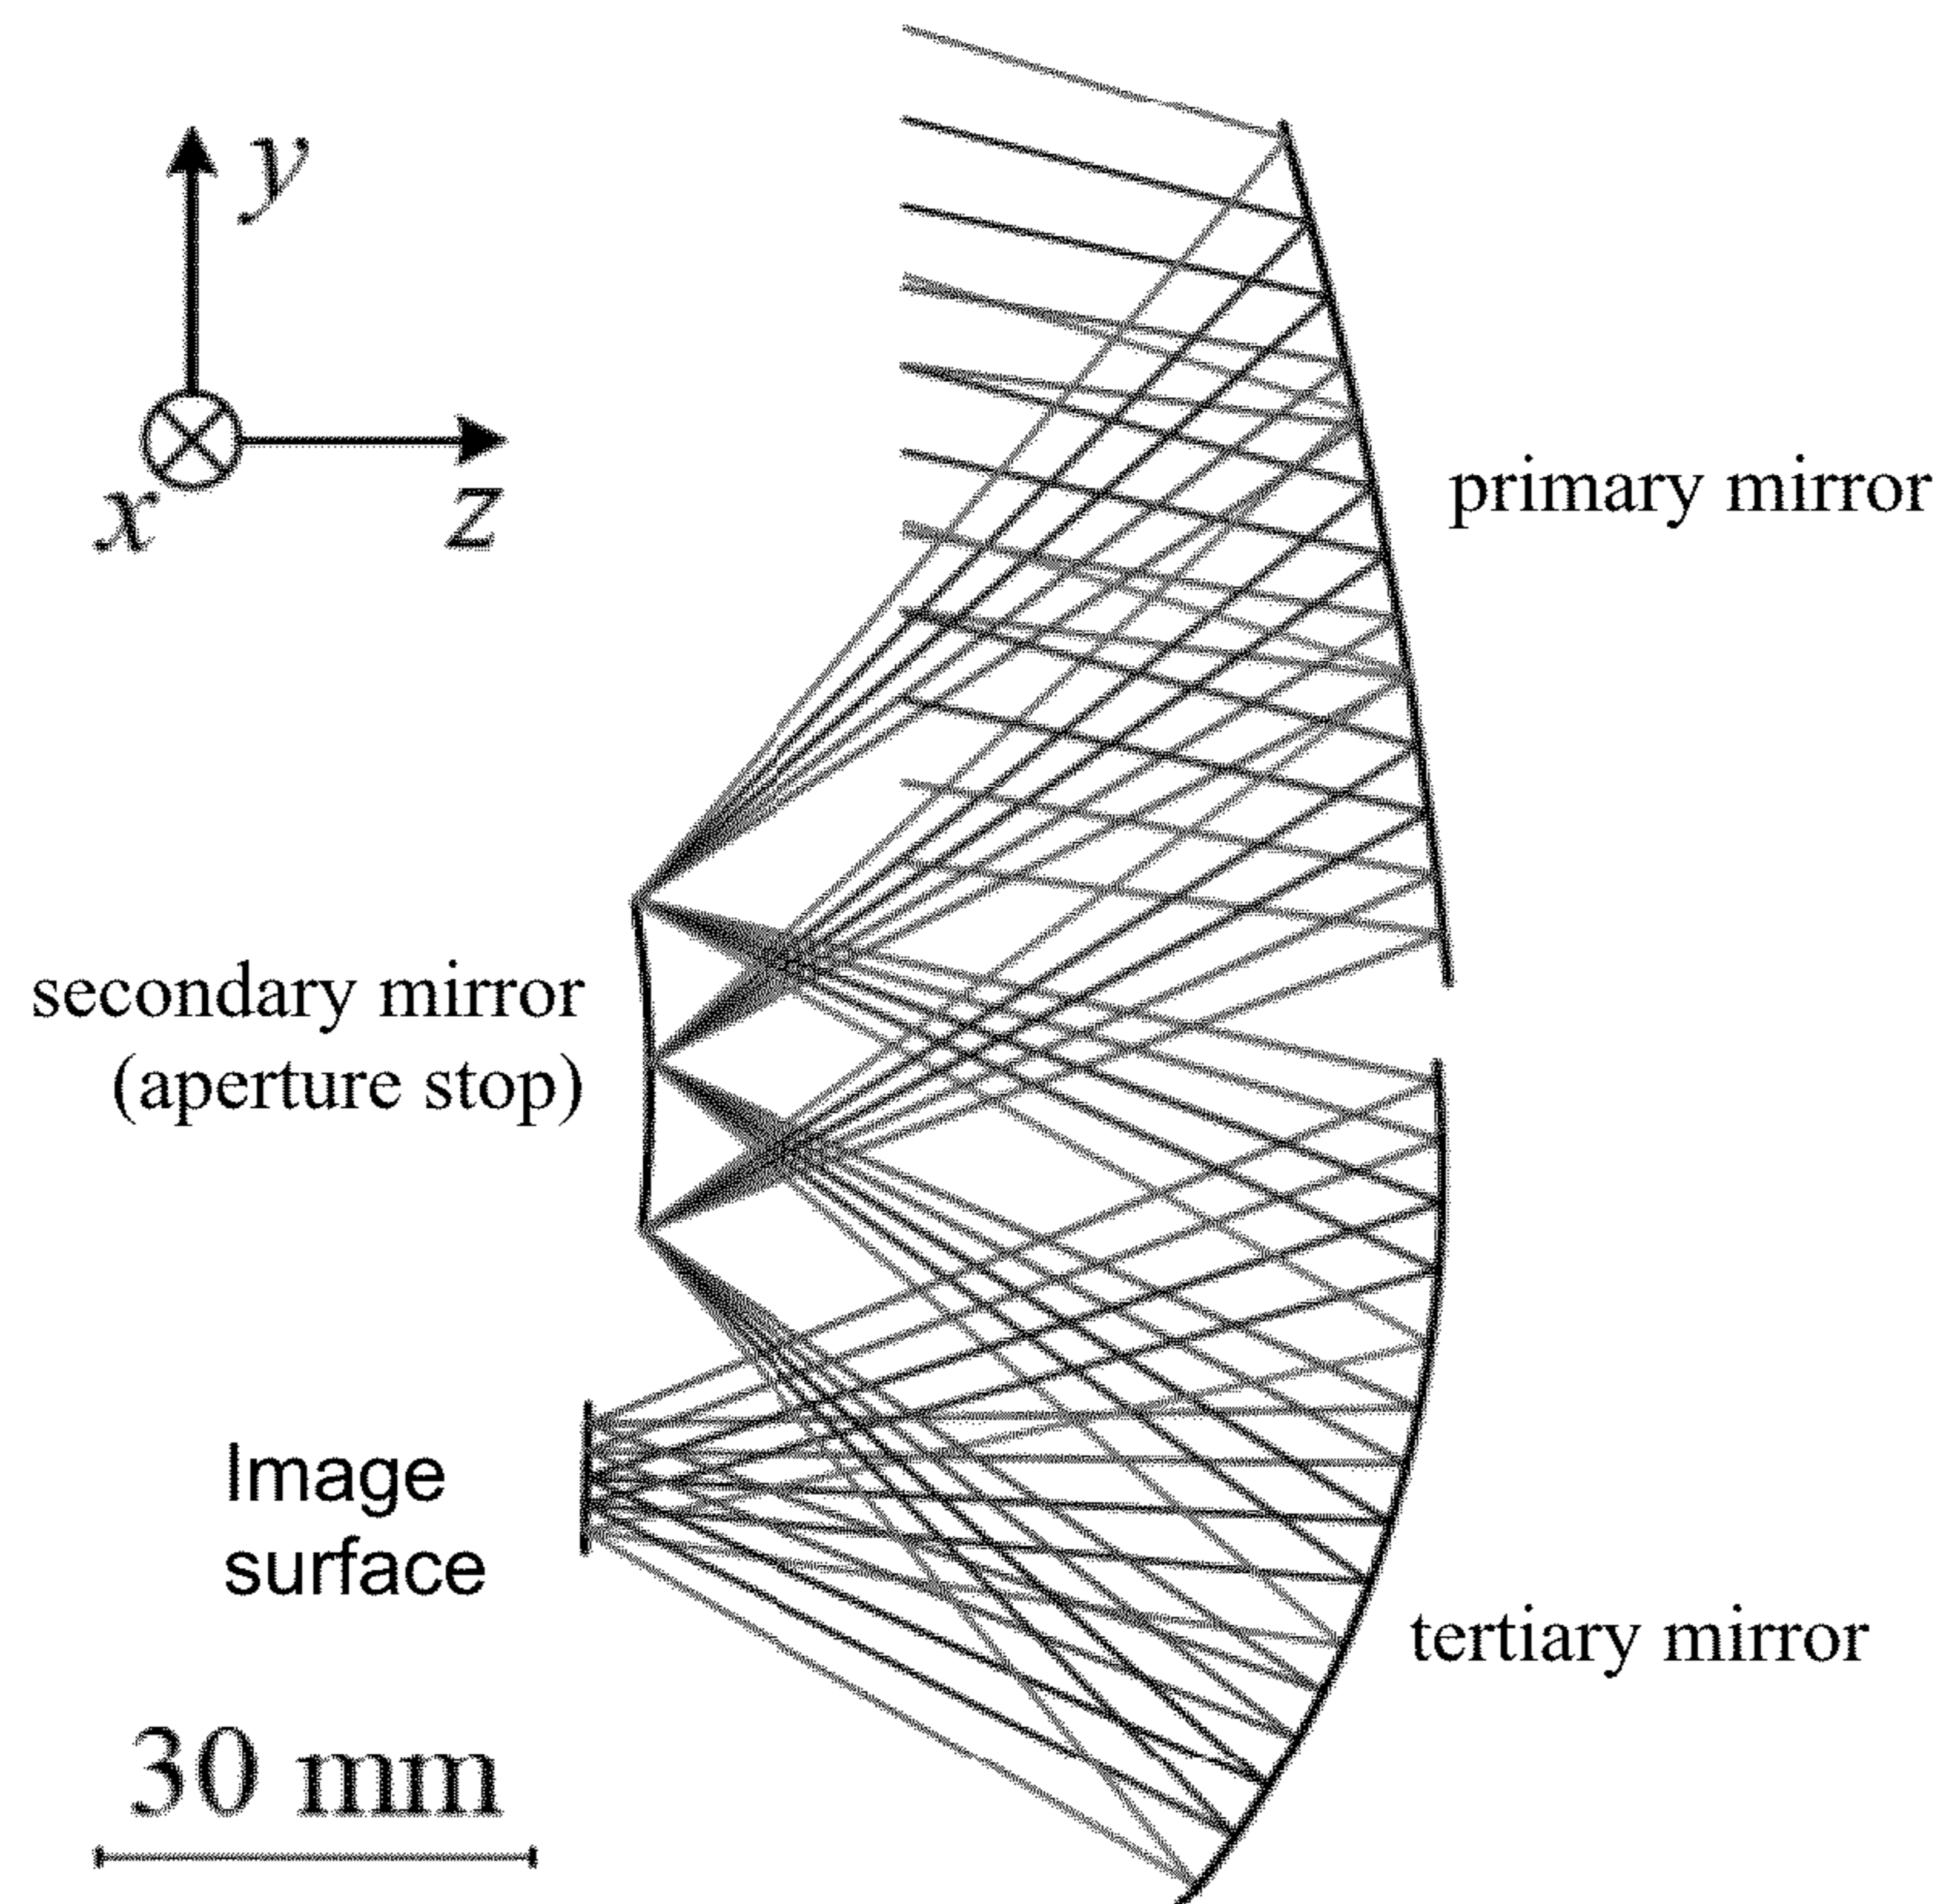 y
x
z
primary mirror
secondary mirror
(aperture stop)
Image
surface
tertiary mirror
30 mm